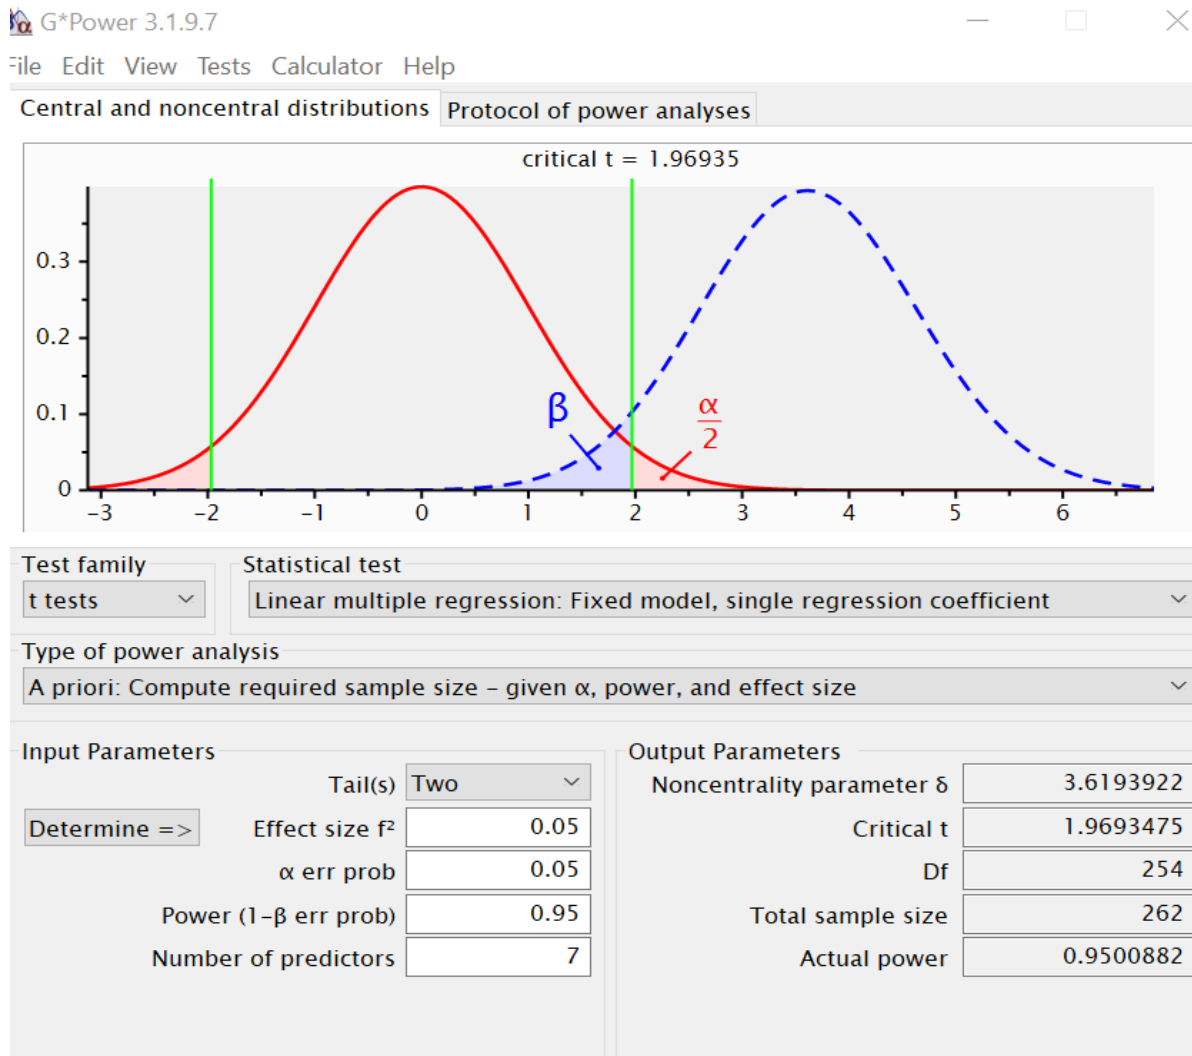 G*Power 3.1.9.7
File Edit View Tests Calculator Help
Central and noncentral distributions Protocol of power analyses
critical t = 1.96935
0.3
0.2
0.1
0
β
α
2
-3 -2 -1 0 1 2 3 4 5 6
Test family Statistical test
t tests Linear multiple regression: Fixed model, single regression coefficient
Type of power analysis
A priori: Compute required sample size - given α, power, and effect size
Input Parameters
Tail(s) Two
Determine => Effect size f² 0.05
α err prob 0.05
Power (1-β err prob) 0.95
Number of predictors 7
Output Parameters
Noncentrality parameter δ 3.6193922
Critical t 1.9693475
Df 254
Total sample size 262
Actual power 0.9500882